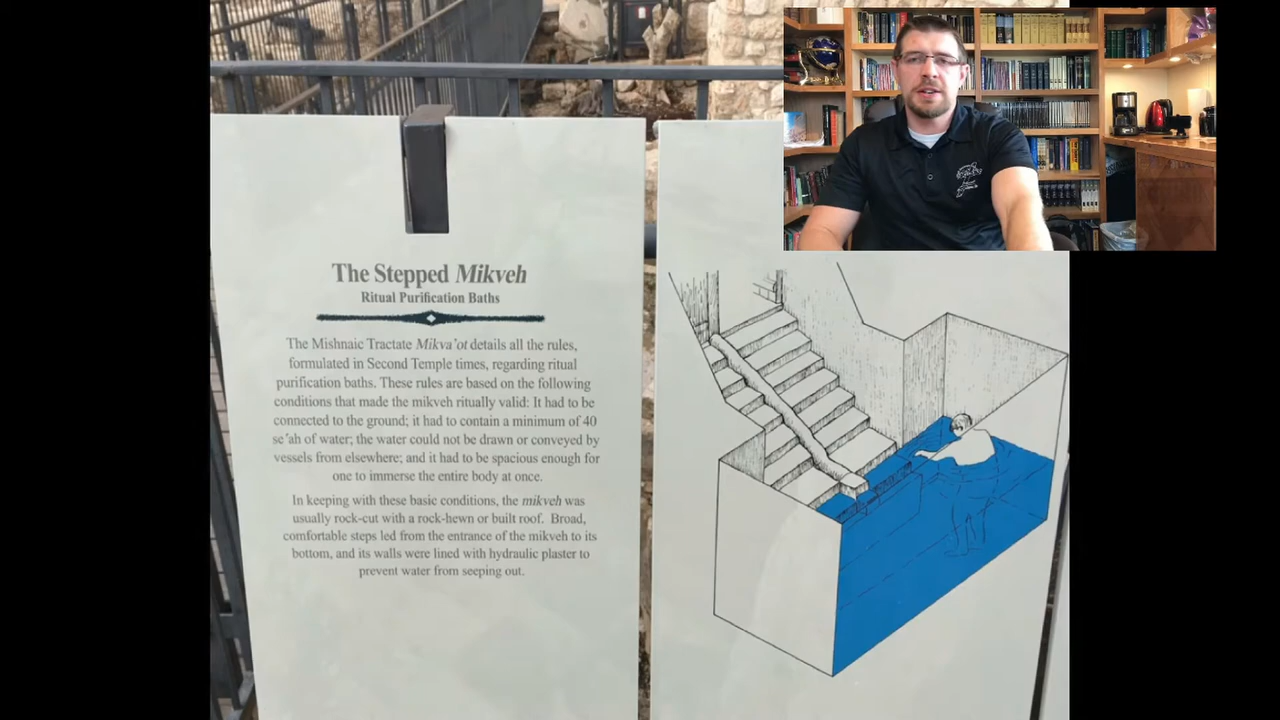 The Stepped Mikveh
Ritual Purification Baths
The Mishnaic Tractate Mikva'ot details all the rules,
formulated in Second Temple times, regarding ritual
purification baths. These rules are based on the following
conditions that made the mikveh ritually valid: It had to be
connected to the ground; it had to contain a minimum of 40
se'ah of water; the water could not be drawn or conveyed by
vessels from elsewhere; and it had to be spacious enough for
one to immerse the entire body at once.
In keeping with these basic conditions, the mikveh was
usually rock-cut with a rock-hewn or built roof. Broad,
comfortable steps led from the entrance of the mikveh to its
bottom, and its walls were lined with hydraulic plaster to
prevent water from seeping out.